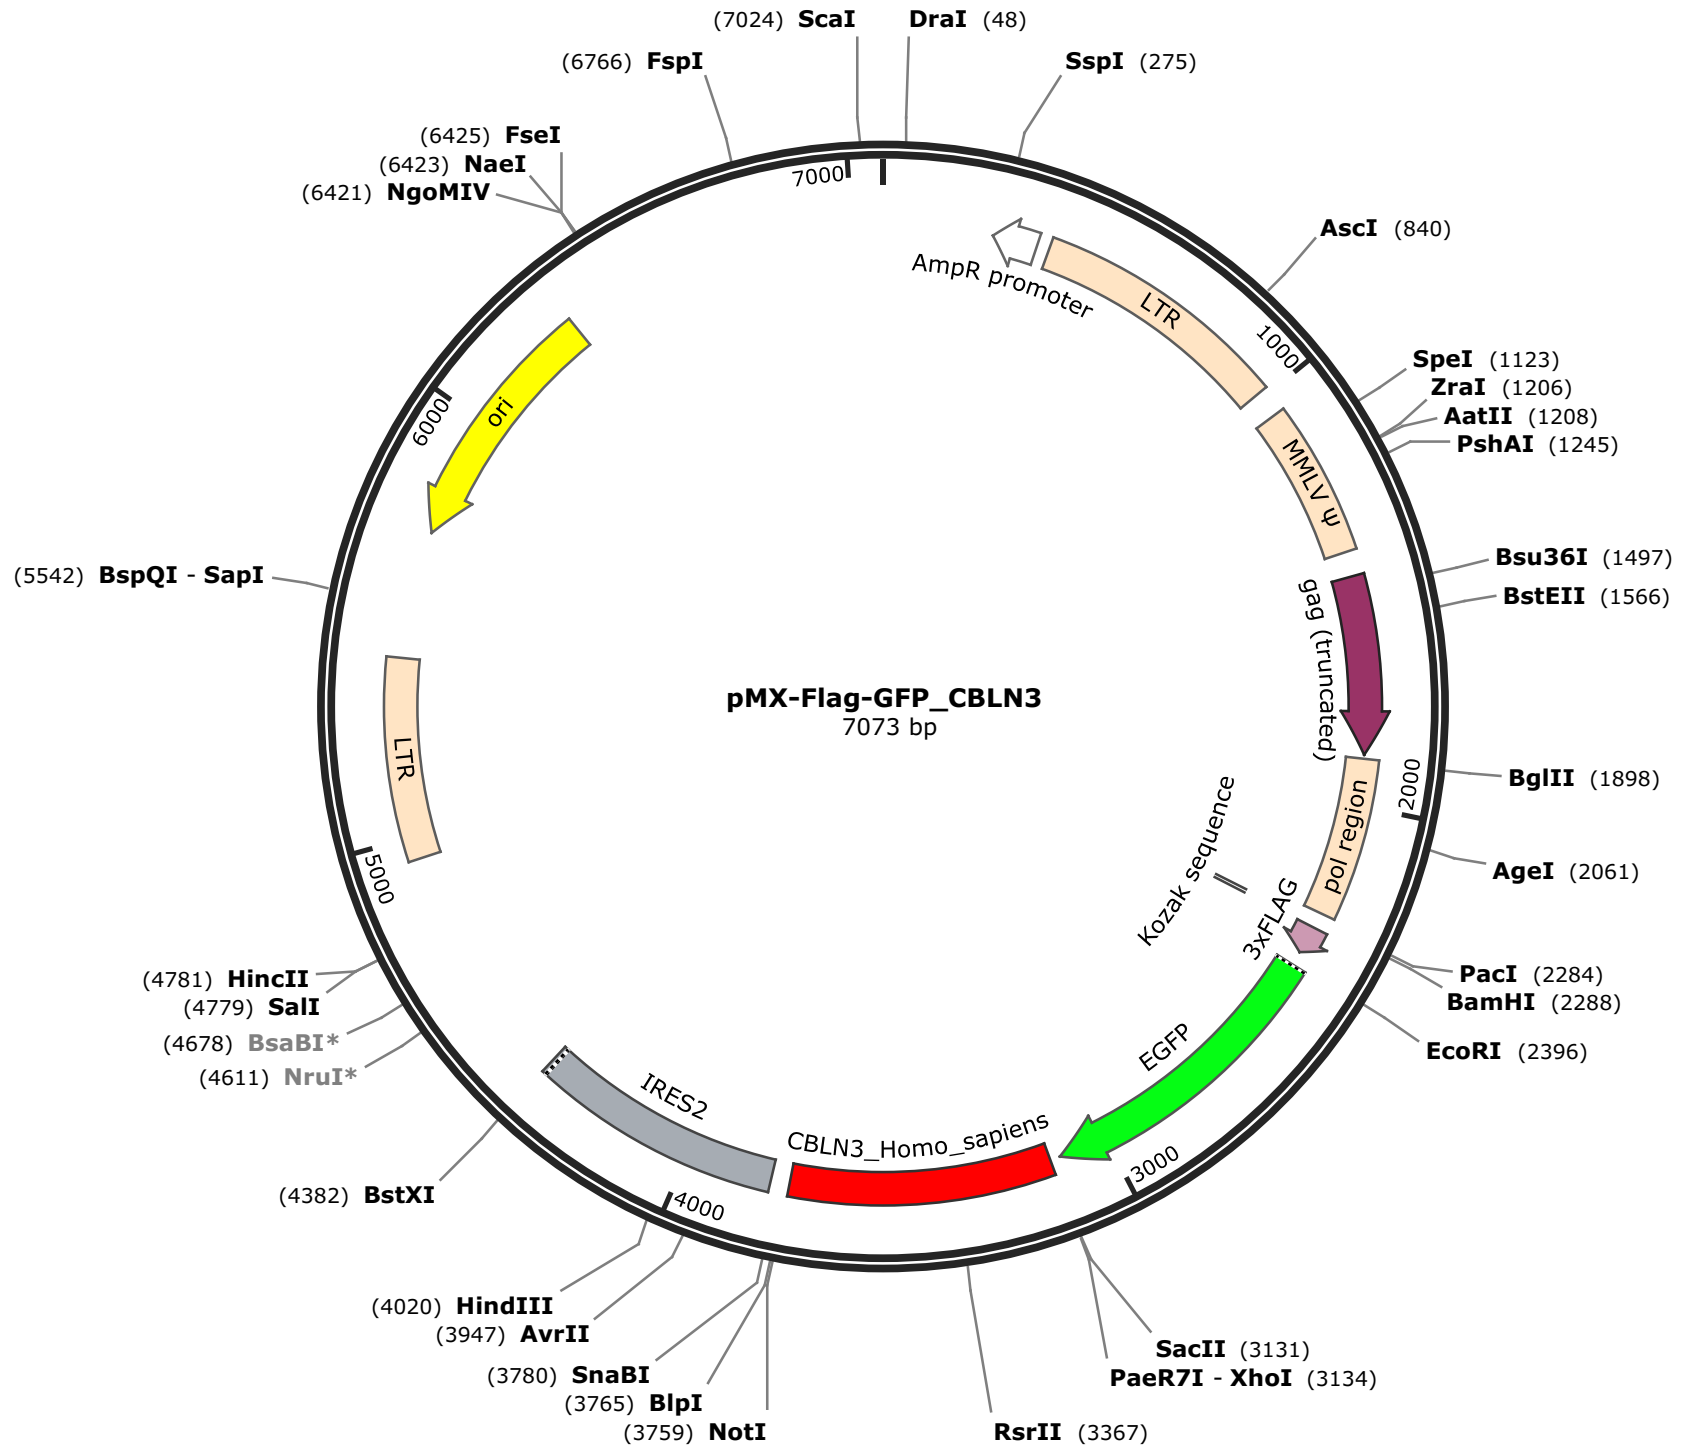 (7024) ScaI
DraI (48)
(6766) FspI
SspI (275)
(6425) FseI
(6423) NaeI
(6421) NgoMIV
7000
AscI (840)
AmpR promoter
LTR
1000
SpeI (1123)
ZraI (1206)
AatII (1208)
PshAI (1245)
MMLV Ψ
ori
6000
Bsu36I (1497)
BstEII (1566)
(5542) BspQI - SapI
gag (truncated)
pMX-Flag-GFP_CBLN3
7073 bp
LTR
BglII (1898)
2000
pol region
AgeI (2061)
Kozak sequence
3xFLAG
5000
PacI (2284)
BamHI (2288)
(4781) HincII
(4779) SalI
(4678) BsaBI*
(4611) NruI*
EcoRI (2396)
EGFP
IRES2
CBLN3_Homo_sapiens
3000
4000
(4382) BstXI
(4020) HindIII
(3947) AvrII
(3780) SnaBI
(3765) BlpI
(3759) NotI
SacII (3131)
PaeR7I - XhoI (3134)
RsrII (3367)